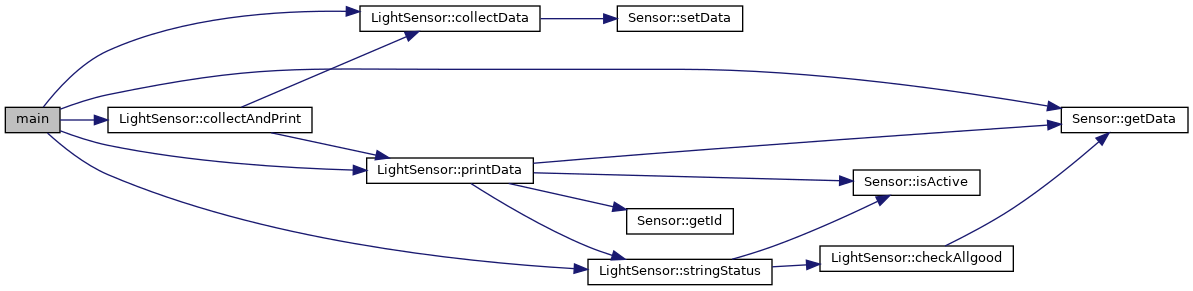 LightSensor::collectData
Sensor::setData
main
LightSensor::collectAndPrint
Sensor::getData
LightSensor::printData
Sensor::isActive
Sensor::getId
LightSensor::stringStatus
LightSensor::checkAllgood